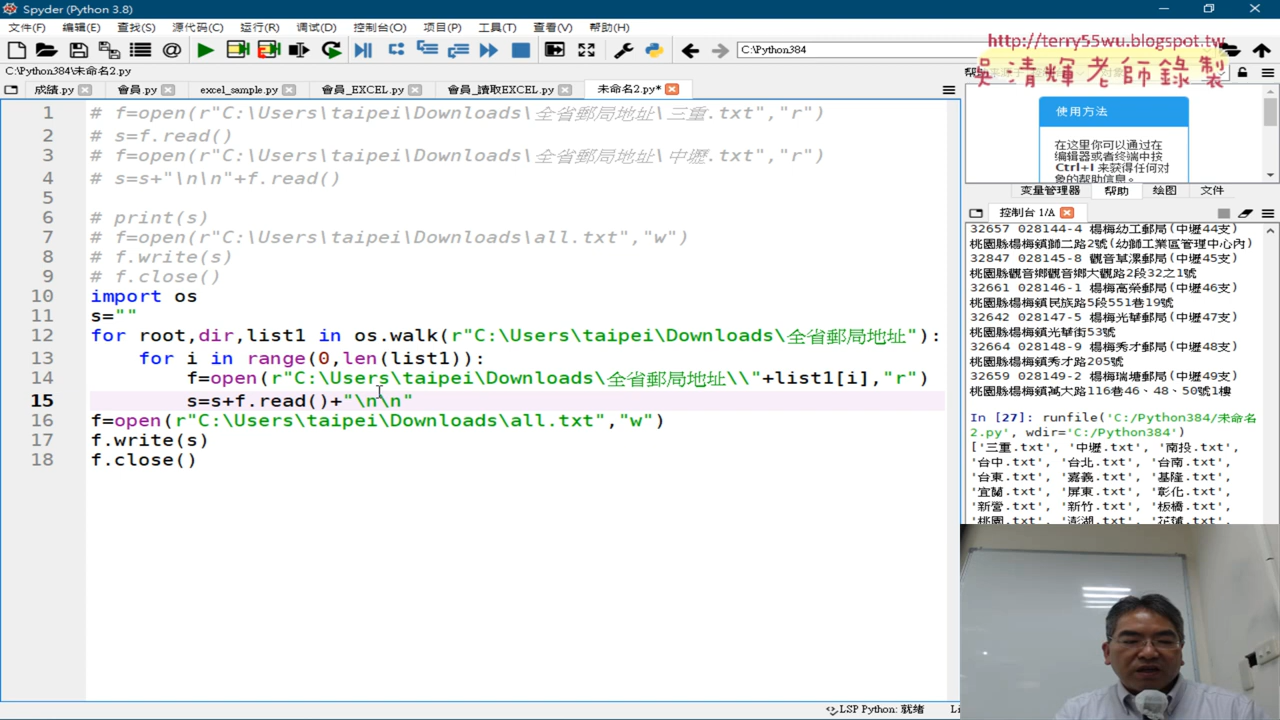 Spyder (Python 3.8)
文件(F) 编辑(E) 查找(S) 源代码(C) 运行(R) 调试(D) 控制台(O) 项目(P) 工具(T) 查看(V) 帮助(H)
C:\Python384
http://terry55wu.blogspot.tw
吳清輝老師錄製
C:\Python384\未命名2.py
成績.py 會員.py excel_sample.py 會員_EXCEL.py 會員_讀取EXCEL.py 未命名2.py*
1 # f=open(r"C:\Users\taipei\Downloads\全省郵局地址\三重.txt","r")
2 # s=f.read()
3 # f=open(r"C:\Users\taipei\Downloads\全省郵局地址\中壢.txt","r")
4 # s=s+"\n\n"+f.read()
5
6 # print(s)
7 # f=open(r"C:\Users\taipei\Downloads\all.txt","w")
8 # f.write(s)
9 # f.close()
10 import os
11 s=""
12 for root,dir,list1 in os.walk(r"C:\Users\taipei\Downloads\全省郵局地址"):
13 for i in range(0,len(list1)):
14 f=open(r"C:\Users\taipei\Downloads\全省郵局地址\\"+list1[i],"r")
15 s=s+f.read()+"\n\n"
16 f=open(r"C:\Users\taipei\Downloads\all.txt","w")
17 f.write(s)
18 f.close()
使用方法
在这里你可以通过在
编辑器或者终端中按
Ctrl+I 来获得任何对
象的帮助信息。
变量管理器 帮助 绘图 文件
控制台 1/A
32657 028144-4 楊梅幼工郵局(中壢44支)
桃園縣楊梅鎮獅二路2號(幼獅工業區管理中心內)
32847 028145-8 觀音草漯郵局(中壢45支)
桃園縣觀音鄉觀音鄉大觀路2段32之1號
32661 028146-1 楊梅高榮郵局(中壢46支)
桃園縣楊梅鎮民族路5段551巷19號
32642 028147-5 楊梅光華郵局(中壢47支)
桃園縣楊梅鎮光華街53號
32664 028148-9 楊梅秀才郵局(中壢48支)
桃園縣楊梅鎮秀才路205號
32659 028149-2 楊梅瑞塘郵局(中壢49支)
桃園縣楊梅鎮萬大路116巷46、48、50號1樓
In [27]: runfile('C:/Python384/未命名
2.py', wdir='C:/Python384')
['三重.txt', '中壢.txt', '南投.txt',
'台中.txt', '台北.txt', '台南.txt',
'台東.txt', '嘉義.txt', '基隆.txt',
'宜蘭.txt', '屏東.txt', '彰化.txt',
'新營.txt', '新竹.txt', '板橋.txt',
'桃園.txt', '澎湖.txt', '花蓮.txt',
LSP Python: 就绪